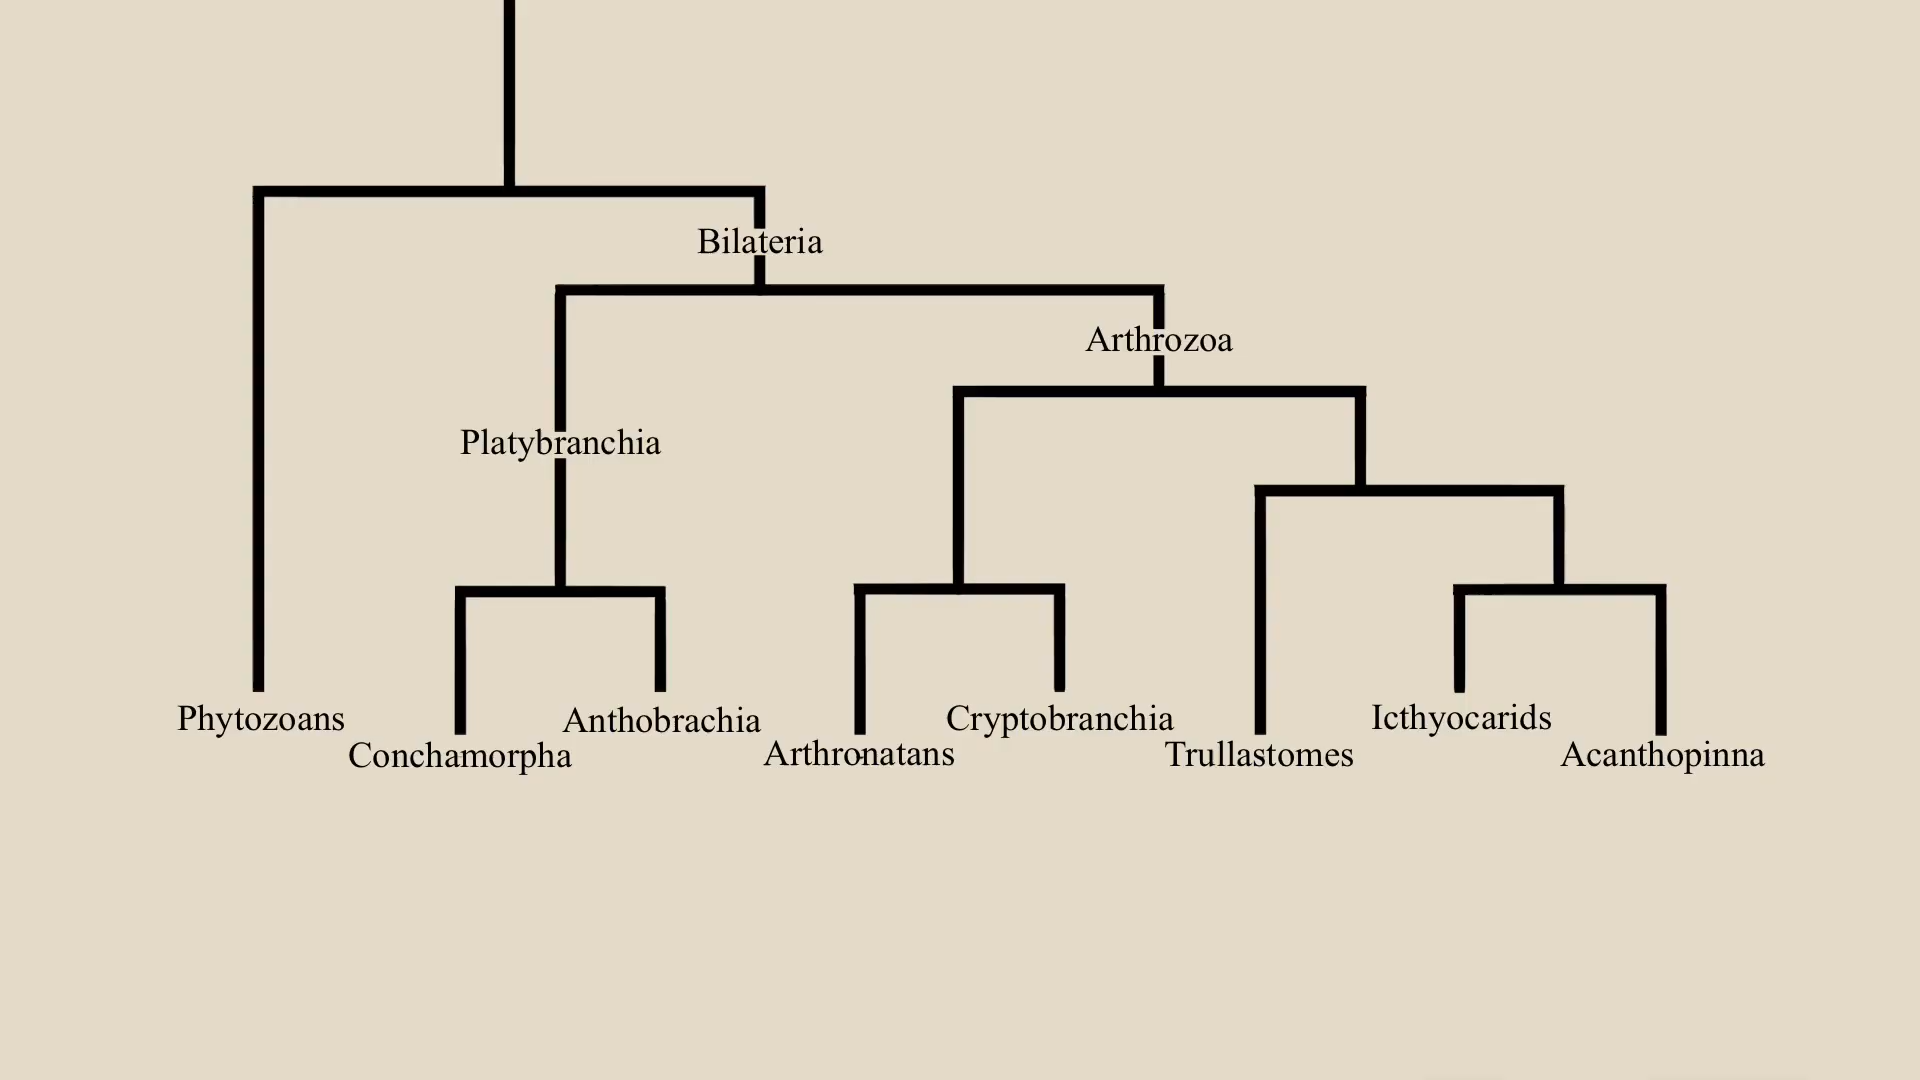 Bilateria
Arthrozoa
Platybranchia
Phytozoans
Conchamorpha
Anthobrachia
Arthronatans
Cryptobranchia
Trullastomes
Icthyocarids
Acanthopinna